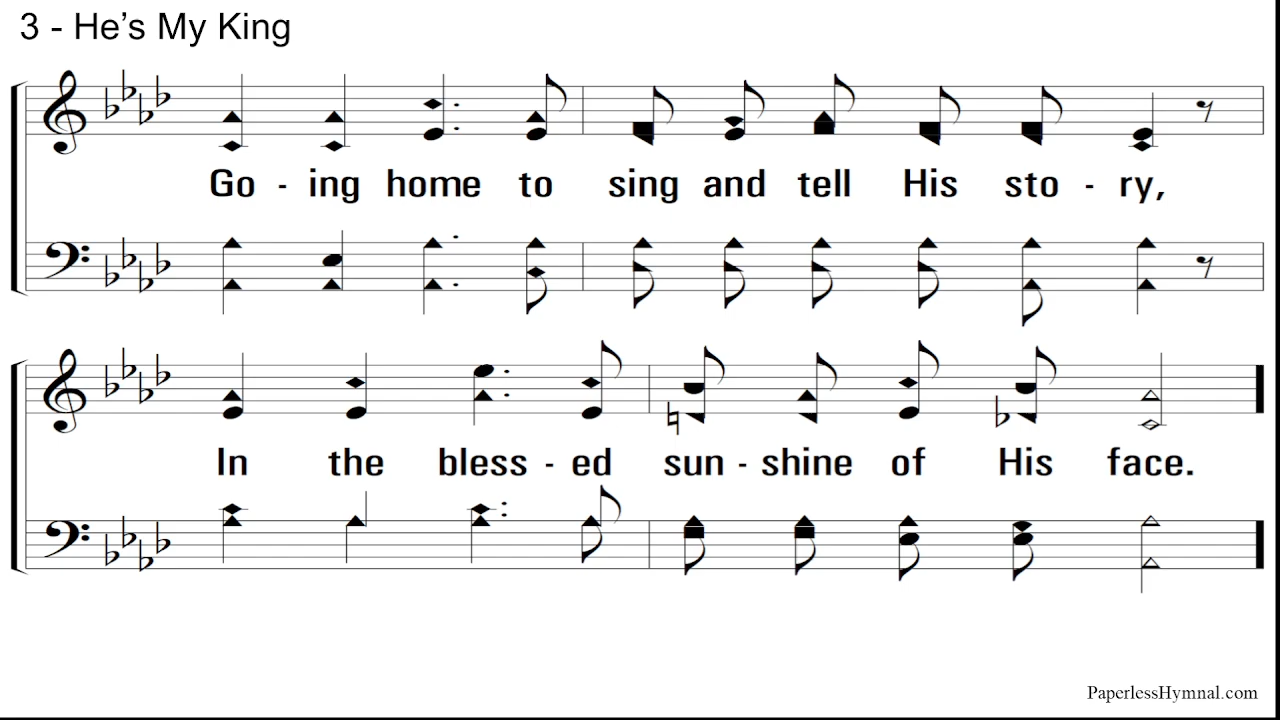 3 - He’s My King
Go - ing home to sing and tell His sto - ry,
In the bless - ed sun - shine of His face.
PaperlessHymnal.com